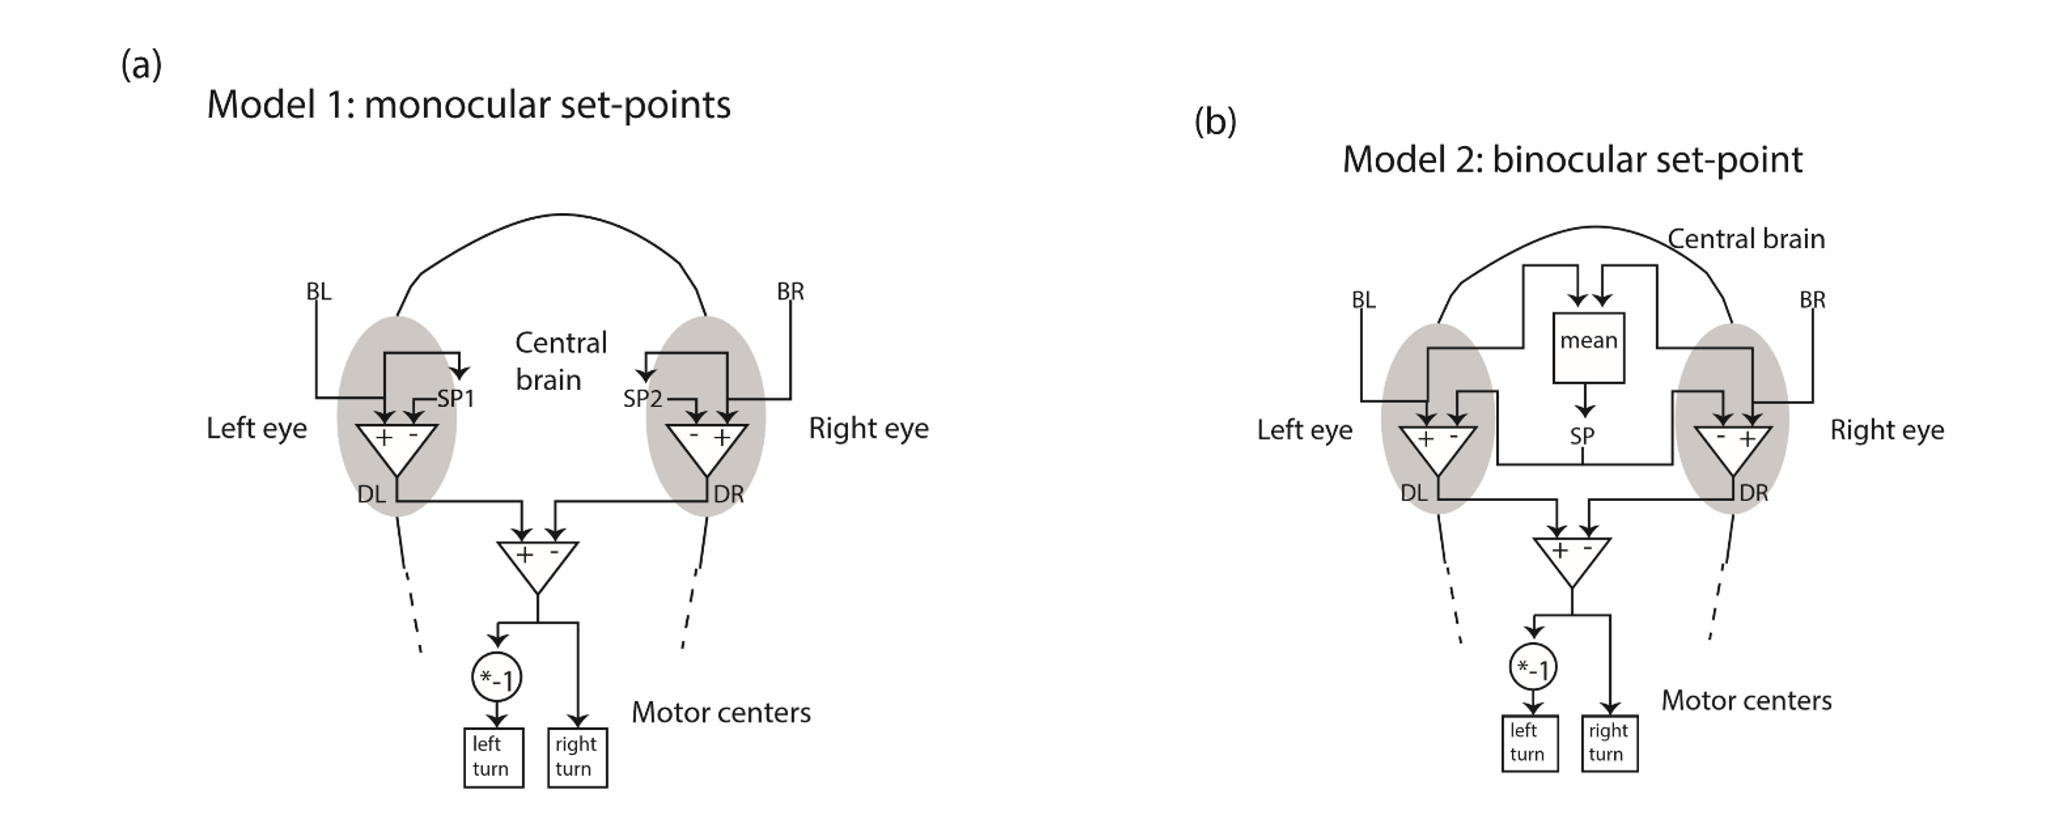 (a)
Model 1: monocular set-points
BL
BR
Central
brain
SP1
SP2
Left eye
Right eye
+ -
- +
DL
DR
+ -
*-1
left
turn
right
turn
Motor centers
(b)
Model 2: binocular set-point
Central brain
BL
BR
mean
Left eye
SP
Right eye
+ -
- +
DL
DR
+ -
*-1
left
turn
right
turn
Motor centers